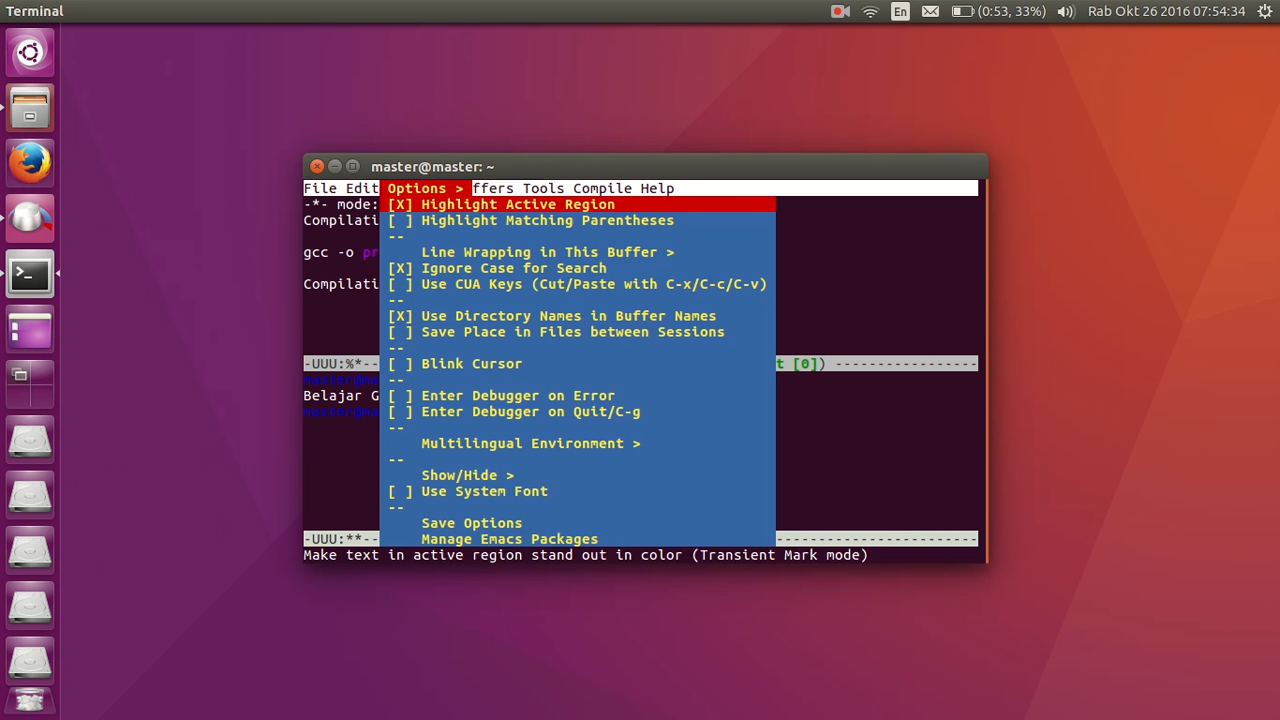 Terminal
En
(0:53, 33%)
Rab Okt 26 2016 07:54:34
master@master: ~
File Edit Options > ffers Tools Compile Help
-*- mode: [X] Highlight Active Region
Compilati [ ] Highlight Matching Parentheses
--
gcc -o pr Line Wrapping in This Buffer >
[X] Ignore Case for Search
Compilati [ ] Use CUA Keys (Cut/Paste with C-x/C-c/C-v)
--
[X] Use Directory Names in Buffer Names
[ ] Save Place in Files between Sessions
--
-UUU:%*-- [ ] Blink Cursor t [0]) -----------------
master@ma --
Belajar G [ ] Enter Debugger on Error
master@ma [ ] Enter Debugger on Quit/C-g
--
Multilingual Environment >
--
Show/Hide >
[ ] Use System Font
--
Save Options
-UUU:**-- Manage Emacs Packages ------------------------
Make text in active region stand out in color (Transient Mark mode)